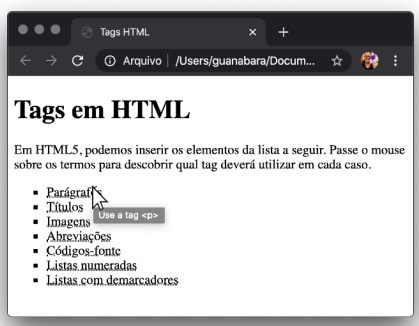 Tags HTML
Arquivo
/Users/guanabara/Docum...
Tags em HTML
Em HTML5, podemos inserir os elementos da lista a seguir. Passe o mouse
sobre os termos para descobrir qual tag deverá utilizar em cada caso.
Parágrafos
Títulos
Use a tag <p>
Imagens
Abreviações
Códigos-fonte
Listas numeradas
Listas com demarcadores